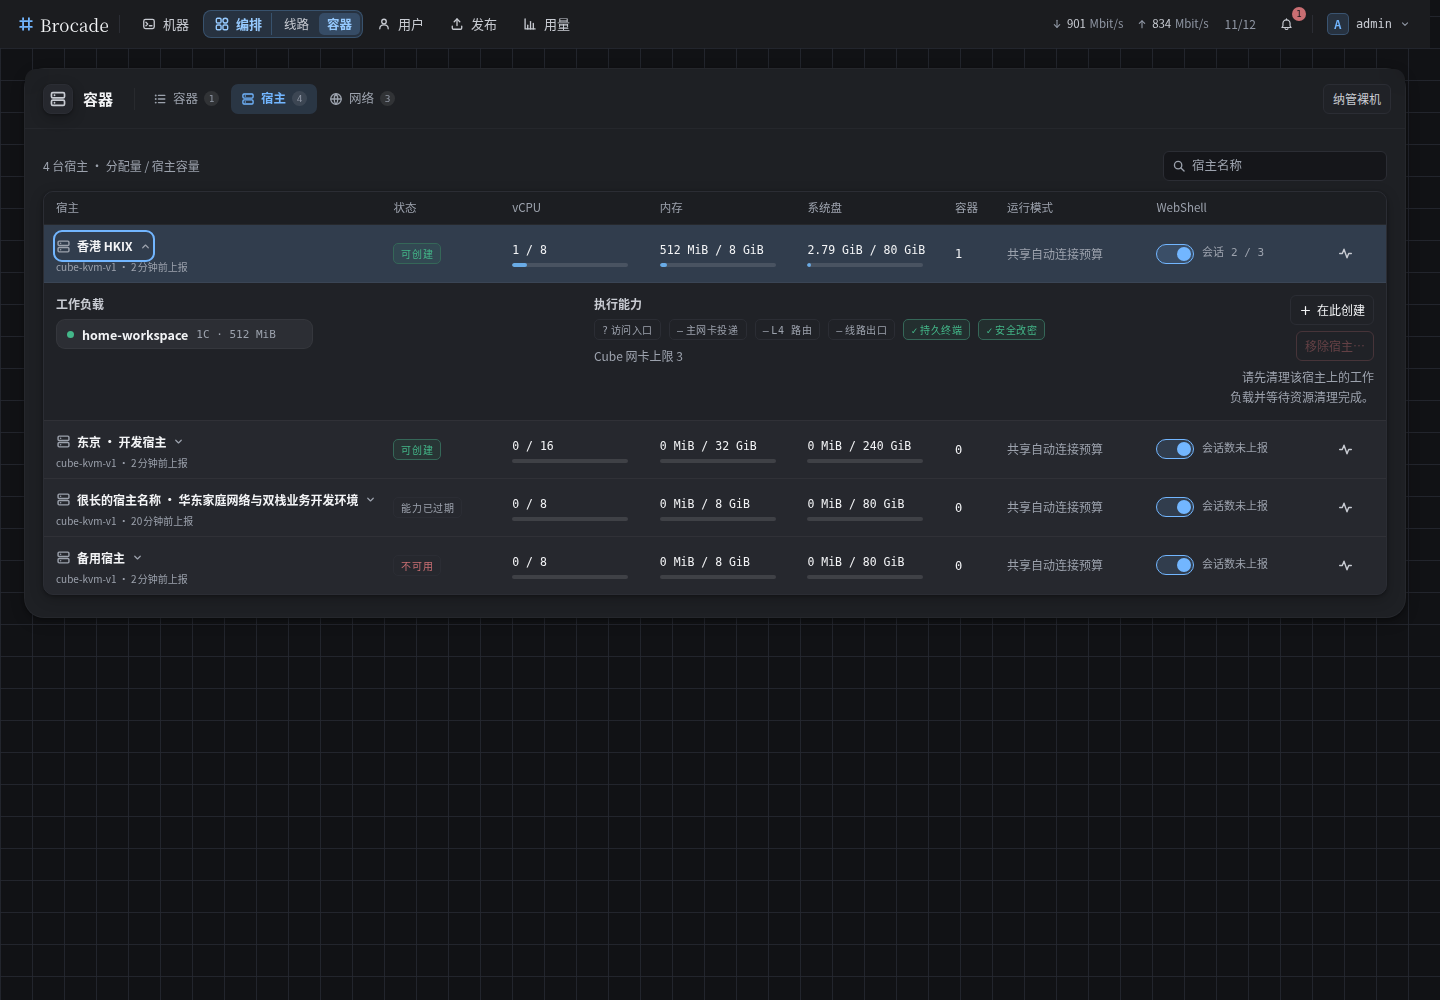 Brocade 机器 编排 线路 容器 用户 发布 用量 ↓ 901 Mbit/s ↑ 834 Mbit/s 11/12 1 A admin
容器 容器 1 宿主 4 网络 3 纳管裸机
4 台宿主 · 分配量 / 宿主容量 宿主名称
宿主 状态 vCPU 内存 系统盘 容器 运行模式 WebShell
香港 HKIX 可创建 1 / 8 512 MiB / 8 GiB 2.79 GiB / 80 GiB 1 共享自动连接预算 会话 2 / 3
cube-kvm-v1 · 2分钟前上报
工作负载 执行能力 + 在此创建
home-workspace 1C · 512 MiB ? 访问入口 – 主网卡投递 – L4 路由 – 线路出口 ✓ 持久终端 ✓ 安全改密
移除宿主…
Cube 网卡上限 3
请先清理该宿主上的工作
负载并等待资源清理完成。
东京 · 开发宿主 可创建 0 / 16 0 MiB / 32 GiB 0 MiB / 240 GiB 0 共享自动连接预算 会话数未上报
cube-kvm-v1 · 2分钟前上报
很长的宿主名称 · 华东家庭网络与双栈业务开发环境 能力已过期 0 / 8 0 MiB / 8 GiB 0 MiB / 80 GiB 0 共享自动连接预算 会话数未上报
cube-kvm-v1 · 20分钟前上报
备用宿主 不可用 0 / 8 0 MiB / 8 GiB 0 MiB / 80 GiB 0 共享自动连接预算 会话数未上报
cube-kvm-v1 · 2分钟前上报